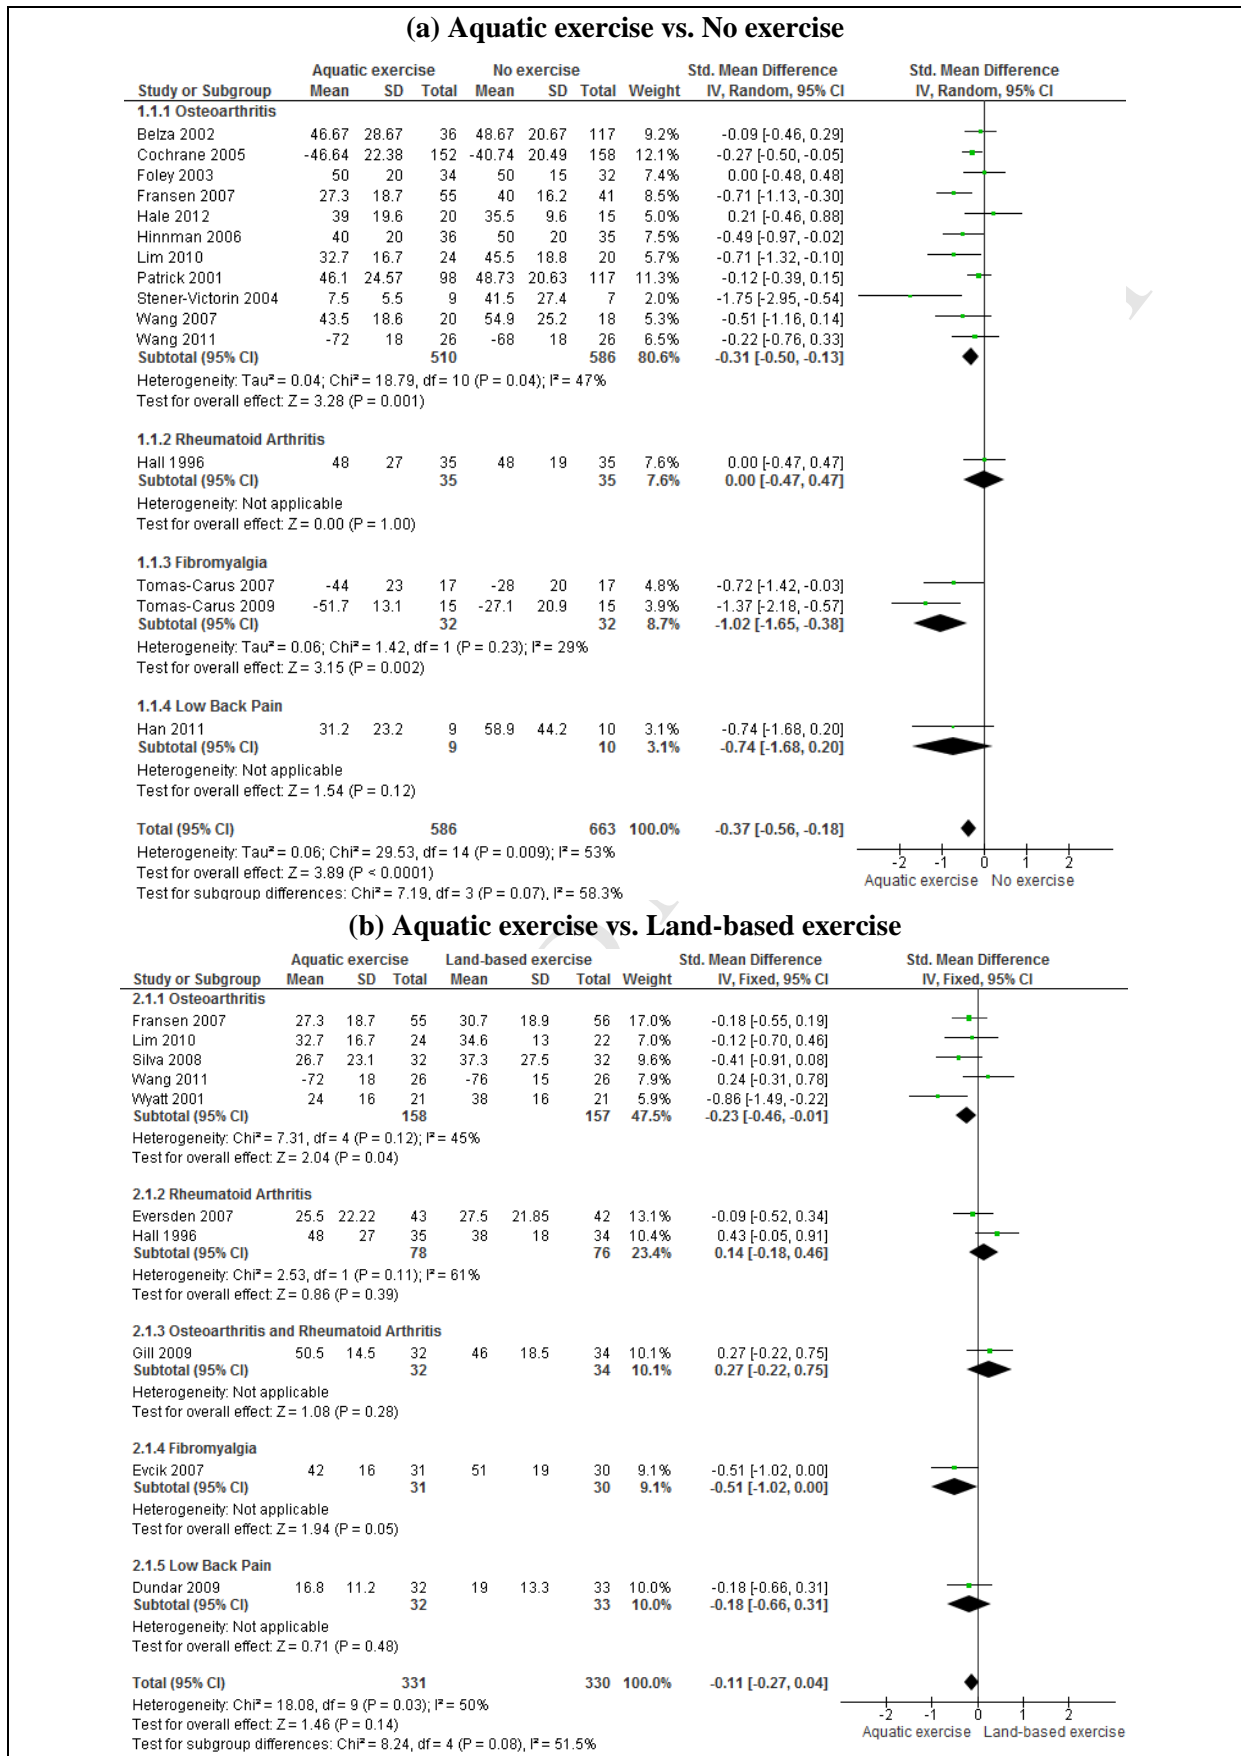 (a) Aquatic exercise vs. No exercise
Aquatic exercise No exercise Std. Mean Difference Std. Mean Difference
Study or Subgroup Mean SD Total Mean SD Total Weight IV, Random, 95% CI IV, Random, 95% CI
1.1.1 Osteoarthritis
Belza 2002 46.67 28.67 36 48.67 20.67 117 9.2% -0.09 [-0.46, 0.29]
Cochrane 2005 -46.64 22.38 152 -40.74 20.49 158 12.1% -0.27 [-0.50, -0.05]
Foley 2003 50 20 34 50 15 32 7.4% 0.00 [-0.48, 0.48]
Fransen 2007 27.3 18.7 55 40 16.2 41 8.5% -0.71 [-1.13, -0.30]
Hale 2012 39 19.6 20 35.5 9.6 15 5.0% 0.21 [-0.46, 0.88]
Hinnman 2006 40 20 36 50 20 35 7.5% -0.49 [-0.97, -0.02]
Lim 2010 32.7 16.7 24 45.5 18.8 20 5.7% -0.71 [-1.32, -0.10]
Patrick 2001 46.1 24.57 98 48.73 20.63 117 11.3% -0.12 [-0.39, 0.15]
Stener-Victorin 2004 7.5 5.5 9 41.5 27.4 7 2.0% -1.75 [-2.95, -0.54]
Wang 2007 43.5 18.6 20 54.9 25.2 18 5.3% -0.51 [-1.16, 0.14]
Wang 2011 -72 18 26 -68 18 26 6.5% -0.22 [-0.76, 0.33]
Subtotal (95% CI) 510 586 80.6% -0.31 [-0.50, -0.13]
Heterogeneity: Tau² = 0.04; Chi² = 18.79, df = 10 (P = 0.04); I² = 47%
Test for overall effect: Z = 3.28 (P = 0.001)
1.1.2 Rheumatoid Arthritis
Hall 1996 48 27 35 48 19 35 7.6% 0.00 [-0.47, 0.47]
Subtotal (95% CI) 35 35 7.6% 0.00 [-0.47, 0.47]
Heterogeneity: Not applicable
Test for overall effect: Z = 0.00 (P = 1.00)
1.1.3 Fibromyalgia
Tomas-Carus 2007 -44 23 17 -28 20 17 4.8% -0.72 [-1.42, -0.03]
Tomas-Carus 2009 -51.7 13.1 15 -27.1 20.9 15 3.9% -1.37 [-2.18, -0.57]
Subtotal (95% CI) 32 32 8.7% -1.02 [-1.65, -0.38]
Heterogeneity: Tau² = 0.06; Chi² = 1.42, df = 1 (P = 0.23); I² = 29%
Test for overall effect: Z = 3.15 (P = 0.002)
1.1.4 Low Back Pain
Han 2011 31.2 23.2 9 58.9 44.2 10 3.1% -0.74 [-1.68, 0.20]
Subtotal (95% CI) 9 10 3.1% -0.74 [-1.68, 0.20]
Heterogeneity: Not applicable
Test for overall effect: Z = 1.54 (P = 0.12)
Total (95% CI) 586 663 100.0% -0.37 [-0.56, -0.18]
Heterogeneity: Tau² = 0.06; Chi² = 29.53, df = 14 (P = 0.009); I² = 53%
Test for overall effect: Z = 3.89 (P < 0.0001)
Test for subgroup differences: Chi² = 7.19, df = 3 (P = 0.07), I² = 58.3%
-2 -1 0 1 2
Aquatic exercise No exercise
(b) Aquatic exercise vs. Land-based exercise
Aquatic exercise Land-based exercise Std. Mean Difference Std. Mean Difference
Study or Subgroup Mean SD Total Mean SD Total Weight IV, Fixed, 95% CI IV, Fixed, 95% CI
2.1.1 Osteoarthritis
Fransen 2007 27.3 18.7 55 30.7 18.9 56 17.0% -0.18 [-0.55, 0.19]
Lim 2010 32.7 16.7 24 34.6 13 22 7.0% -0.12 [-0.70, 0.46]
Silva 2008 26.7 23.1 32 37.3 27.5 32 9.6% -0.41 [-0.91, 0.08]
Wang 2011 -72 18 26 -76 15 26 7.9% 0.24 [-0.31, 0.78]
Wyatt 2001 24 16 21 38 16 21 5.9% -0.86 [-1.49, -0.22]
Subtotal (95% CI) 158 157 47.5% -0.23 [-0.46, -0.01]
Heterogeneity: Chi² = 7.31, df = 4 (P = 0.12); I² = 45%
Test for overall effect: Z = 2.04 (P = 0.04)
2.1.2 Rheumatoid Arthritis
Eversden 2007 25.5 22.22 43 27.5 21.85 42 13.1% -0.09 [-0.52, 0.34]
Hall 1996 48 27 35 38 18 34 10.4% 0.43 [-0.05, 0.91]
Subtotal (95% CI) 78 76 23.4% 0.14 [-0.18, 0.46]
Heterogeneity: Chi² = 2.53, df = 1 (P = 0.11); I² = 61%
Test for overall effect: Z = 0.86 (P = 0.39)
2.1.3 Osteoarthritis and Rheumatoid Arthritis
Gill 2009 50.5 14.5 32 46 18.5 34 10.1% 0.27 [-0.22, 0.75]
Subtotal (95% CI) 32 34 10.1% 0.27 [-0.22, 0.75]
Heterogeneity: Not applicable
Test for overall effect: Z = 1.08 (P = 0.28)
2.1.4 Fibromyalgia
Evcik 2007 42 16 31 51 19 30 9.1% -0.51 [-1.02, 0.00]
Subtotal (95% CI) 31 30 9.1% -0.51 [-1.02, 0.00]
Heterogeneity: Not applicable
Test for overall effect: Z = 1.94 (P = 0.05)
2.1.5 Low Back Pain
Dundar 2009 16.8 11.2 32 19 13.3 33 10.0% -0.18 [-0.66, 0.31]
Subtotal (95% CI) 32 33 10.0% -0.18 [-0.66, 0.31]
Heterogeneity: Not applicable
Test for overall effect: Z = 0.71 (P = 0.48)
Total (95% CI) 331 330 100.0% -0.11 [-0.27, 0.04]
Heterogeneity: Chi² = 18.08, df = 9 (P = 0.03); I² = 50%
Test for overall effect: Z = 1.46 (P = 0.14)
Test for subgroup differences: Chi² = 8.24, df = 4 (P = 0.08), I² = 51.5%
-2 -1 0 1 2
Aquatic exercise Land-based exercise